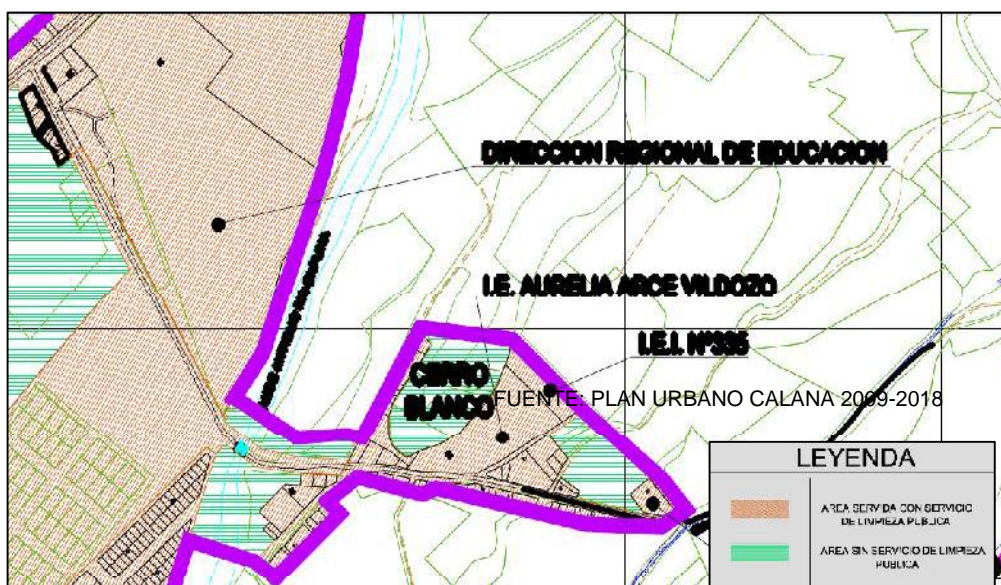 DIRECCION REGIONAL DE EDUCACION
I.E. AURELIA ARCE VILDOZO
I.E.I. Nº335
CERRO
BLANCO
FUENTE: PLAN URBANO CALANA 2009-2018
LEYENDA
AREA SERVIDA CON SERVICIO
DE LIMPIEZA PUBLICA
AREA SIN SERVICIO DE LIMPIEZA
PUBLICA